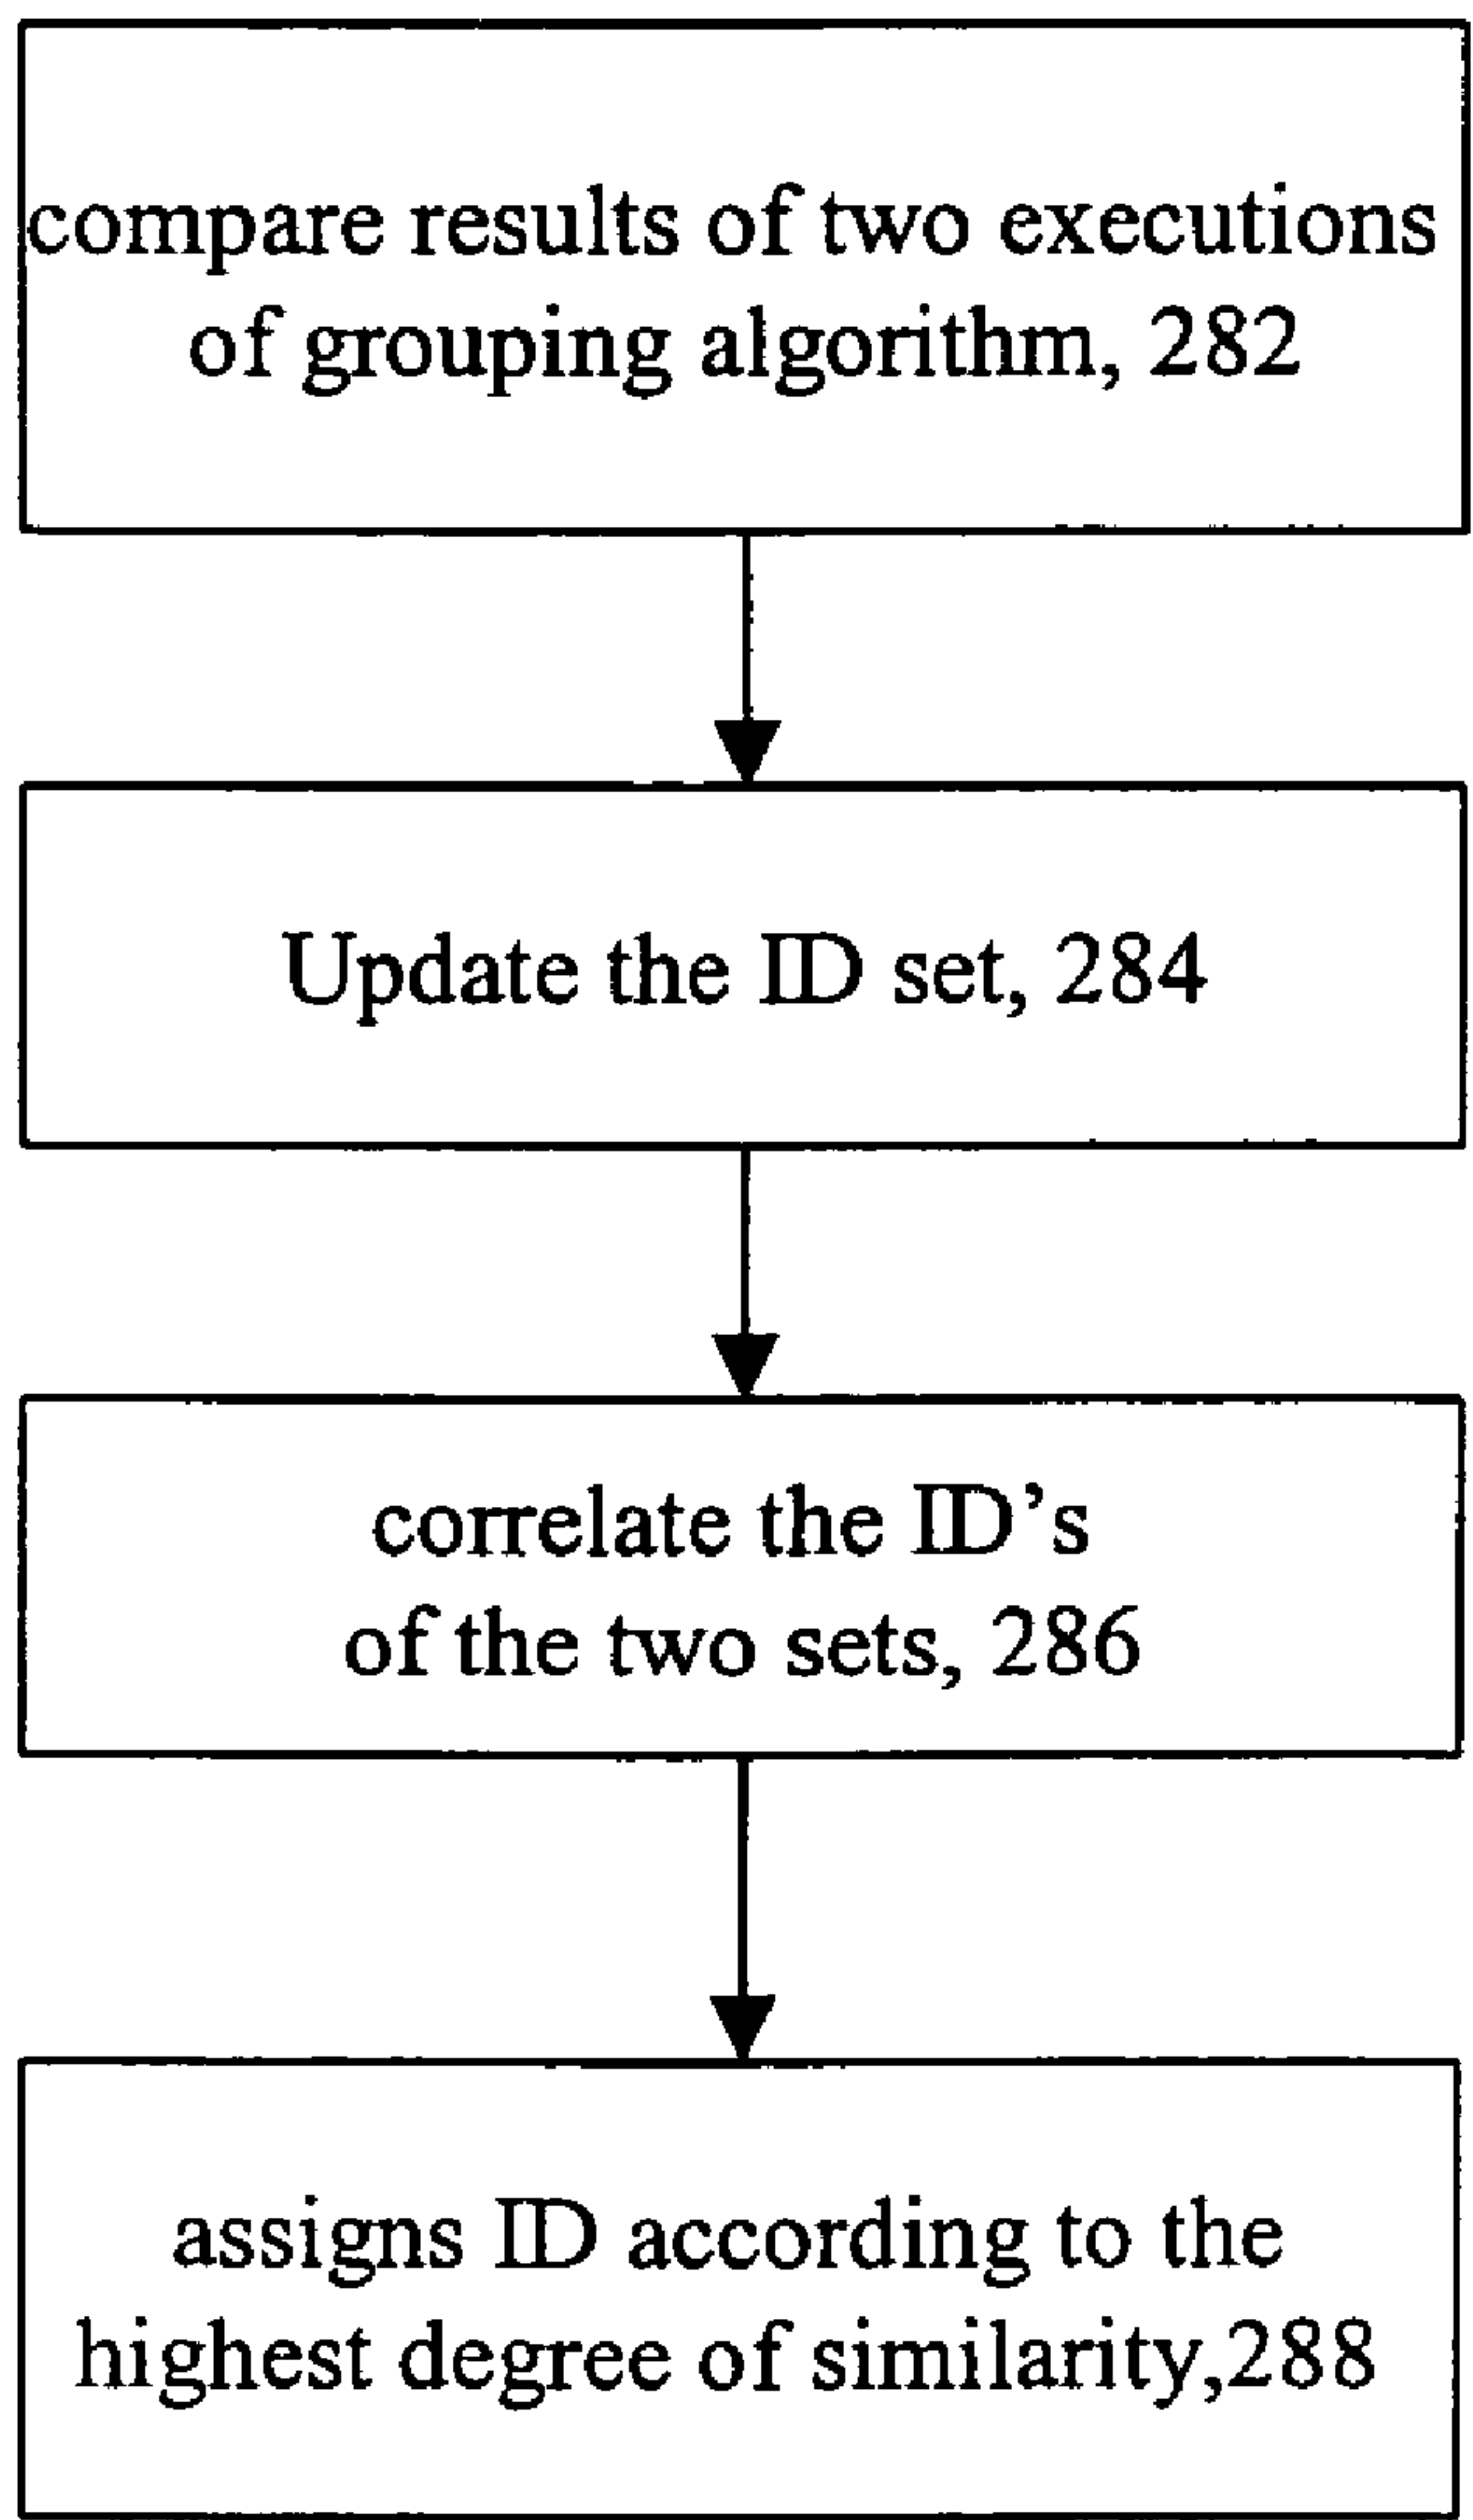 compare results of two executions
of grouping algorithm, 282
Update the ID set, 284
correlate the ID's
of the two sets, 286
assigns ID according to the
highest degree of similarity,288